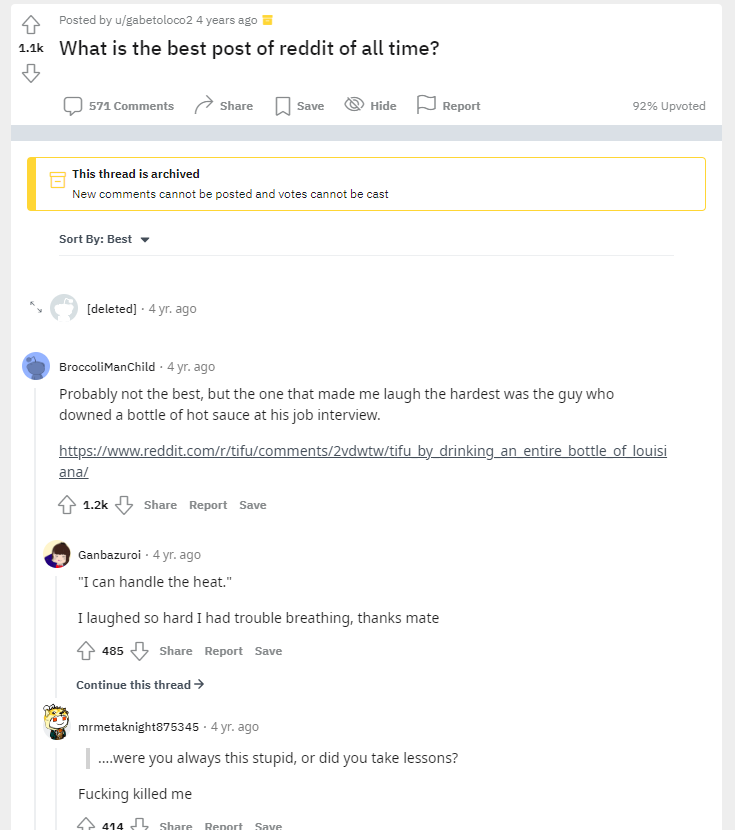 Posted by u/gabetoloco2 4 years ago
1.1k
What is the best post of reddit of all time?
571 Comments Share Save Hide Report 92% Upvoted
This thread is archived
New comments cannot be posted and votes cannot be cast
Sort By: Best
[deleted] · 4 yr. ago
BroccoliManChild · 4 yr. ago
Probably not the best, but the one that made me laugh the hardest was the guy who
downed a bottle of hot sauce at his job interview.
https://www.reddit.com/r/tifu/comments/2vdwtw/tifu_by_drinking_an_entire_bottle_of_louisi
ana/
1.2k Share Report Save
Ganbazuroi · 4 yr. ago
"I can handle the heat."
I laughed so hard I had trouble breathing, thanks mate
485 Share Report Save
Continue this thread →
mrmetaknight875345 · 4 yr. ago
....were you always this stupid, or did you take lessons?
Fucking killed me
414 Share Report Save